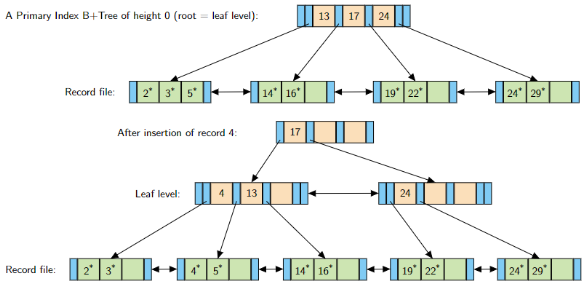 A Primary Index B+Tree of height 0 (root = leaf level): 13 17 24
Record file: 2* 3* 5* 14* 16* 19* 22* 24* 29*
After insertion of record 4: 17
Leaf level: 4 13 24
Record file: 2* 3* 4* 5* 14* 16* 19* 22* 24* 29*